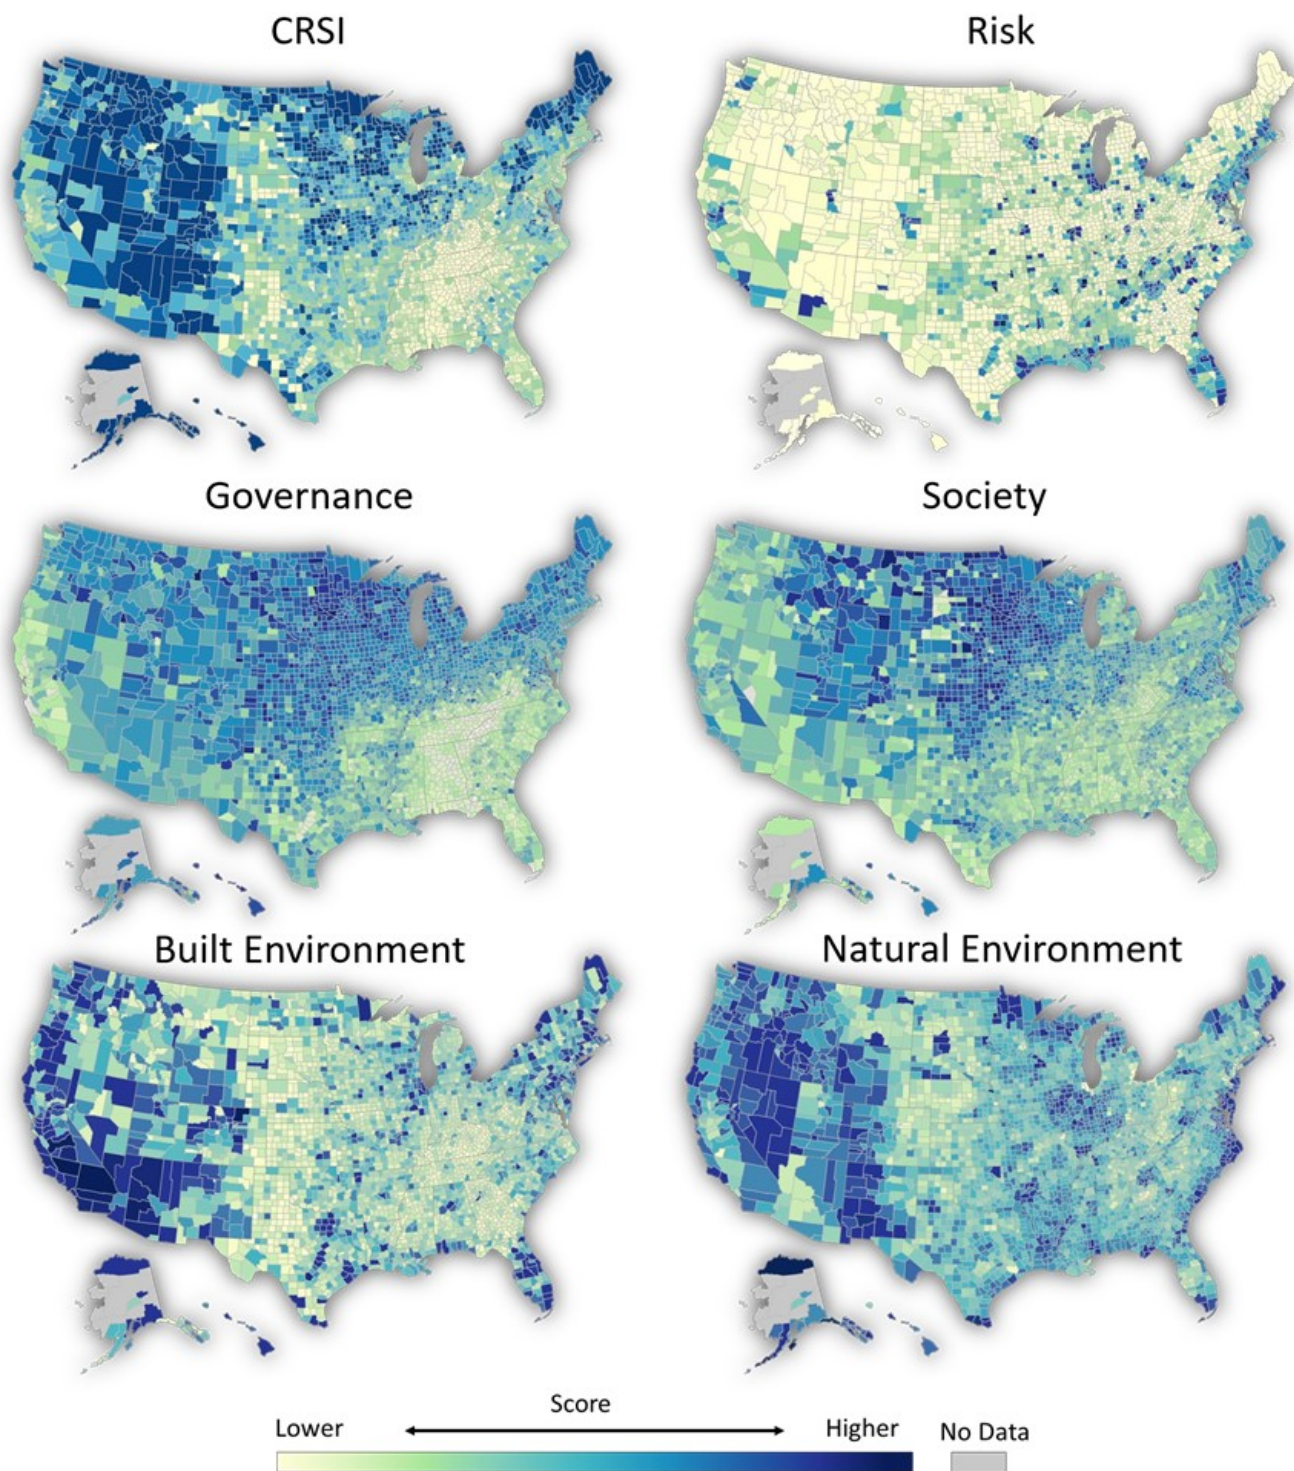 CRSI
Risk
Governance
Society
Built Environment
Natural Environment
Score
Lower
Higher
No Data